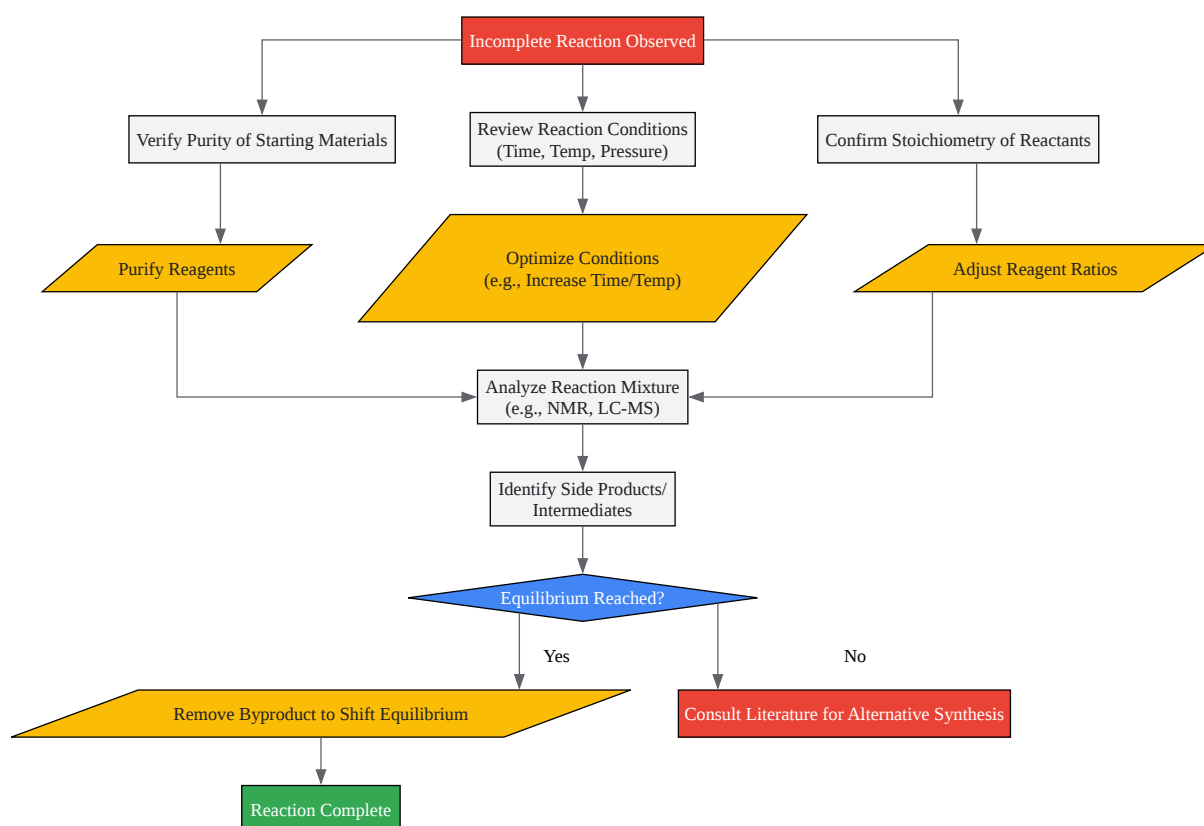 Incomplete Reaction Observed
Verify Purity of Starting Materials
Review Reaction Conditions
(Time, Temp, Pressure)
Confirm Stoichiometry of Reactants
Purify Reagents
Optimize Conditions
(e.g., Increase Time/Temp)
Adjust Reagent Ratios
Analyze Reaction Mixture
(e.g., NMR, LC-MS)
Identify Side Products/
Intermediates
Equilibrium Reached?
Yes
No
Remove Byproduct to Shift Equilibrium
Consult Literature for Alternative Synthesis
Reaction Complete